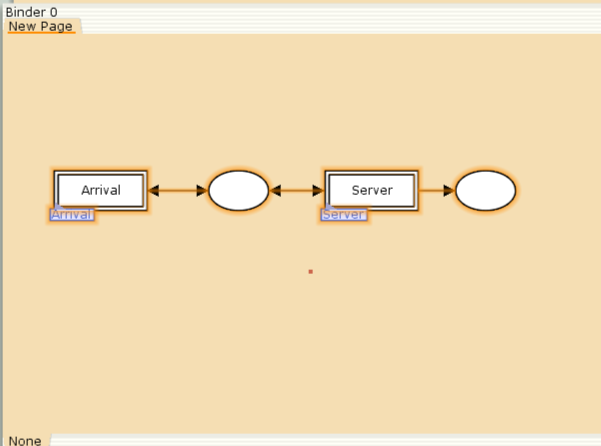 Binder 0
New Page
Arrival
Server
Arrival
Server
None